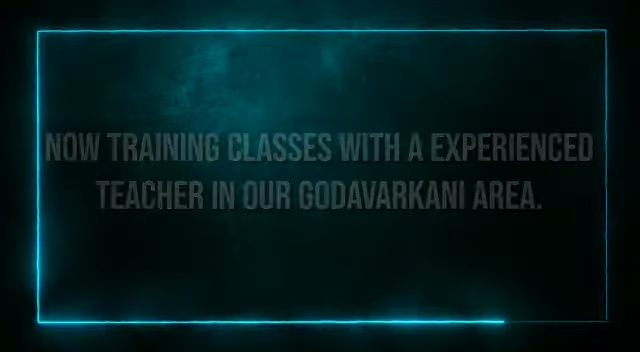 NOW TRAINING CLASSES WITH A EXPERIENCED
TEACHER IN OUR GODAVARKANI AREA.